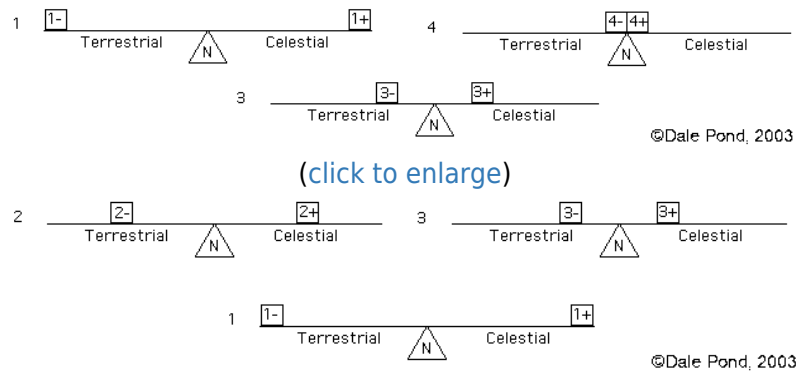 1 1- 1+
Terrestrial N Celestial
4 4- 4+
Terrestrial N Celestial
3 3- 3+
Terrestrial N Celestial
©Dale Pond, 2003
(click to enlarge)
2 2- 2+
Terrestrial N Celestial
3 3- 3+
Terrestrial N Celestial
1 1- 1+
Terrestrial N Celestial
©Dale Pond, 2003